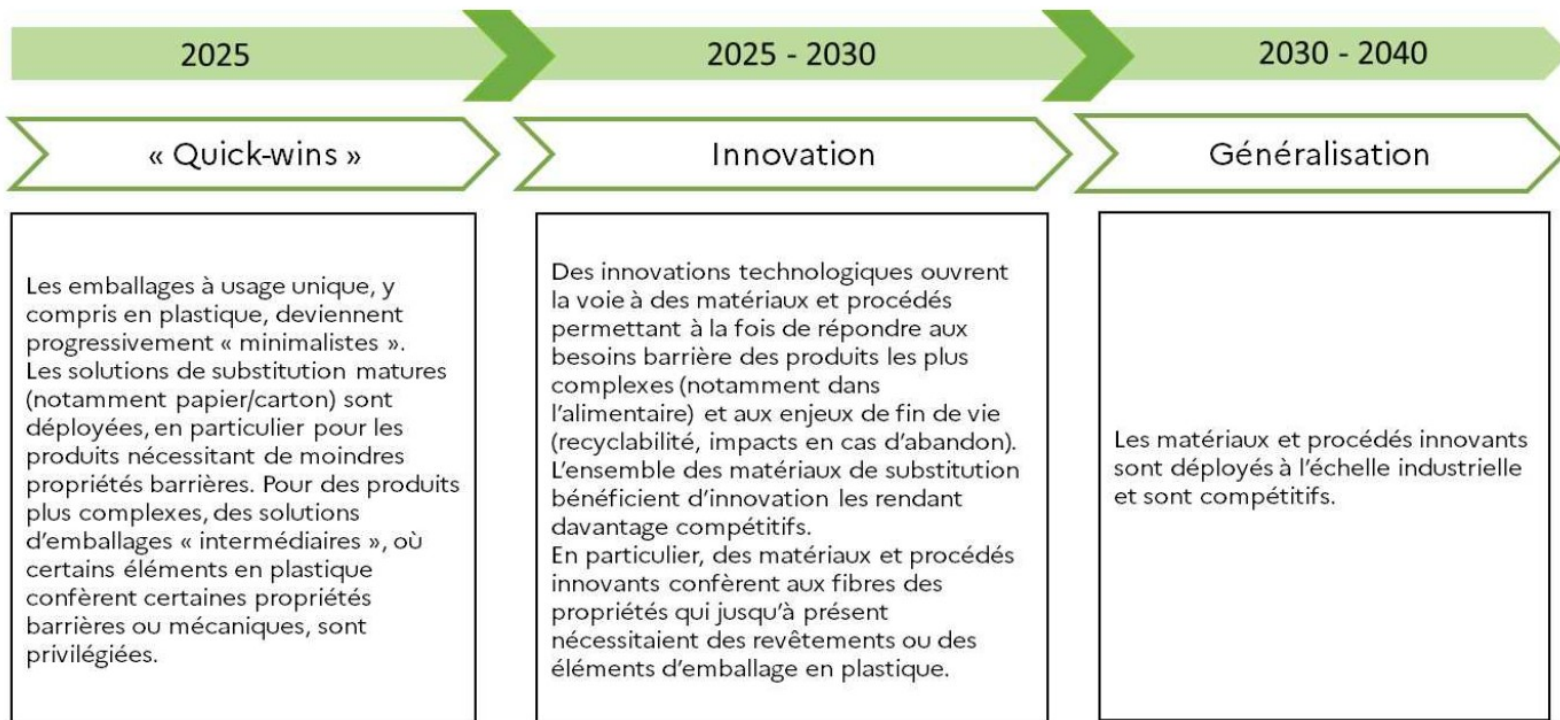 2025
2025 - 2030
2030 - 2040
« Quick-wins »
Innovation
Généralisation
Les emballages à usage unique, y
compris en plastique, deviennent
progressivement « minimalistes ».
Les solutions de substitution matures
(notamment papier/carton) sont
déployées, en particulier pour les
produits nécessitant de moindres
propriétés barrières. Pour des produits
plus complexes, des solutions
d'emballages « intermédiaires », où
certains éléments en plastique
confèrent certaines propriétés
barrières ou mécaniques, sont
privilégiées.
Des innovations technologiques ouvrent
la voie à des matériaux et procédés
permettant à la fois de répondre aux
besoins barrière des produits les plus
complexes (notamment dans
l'alimentaire) et aux enjeux de fin de vie
(recyclabilité, impacts en cas d'abandon).
L'ensemble des matériaux de substitution
bénéficient d'innovation les rendant
davantage compétitifs.
En particulier, des matériaux et procédés
innovants confèrent aux fibres des
propriétés qui jusqu'à présent
nécessitaient des revêtements ou des
éléments d'emballage en plastique.
Les matériaux et procédés innovants
sont déployés à l'échelle industrielle
et sont compétitifs.